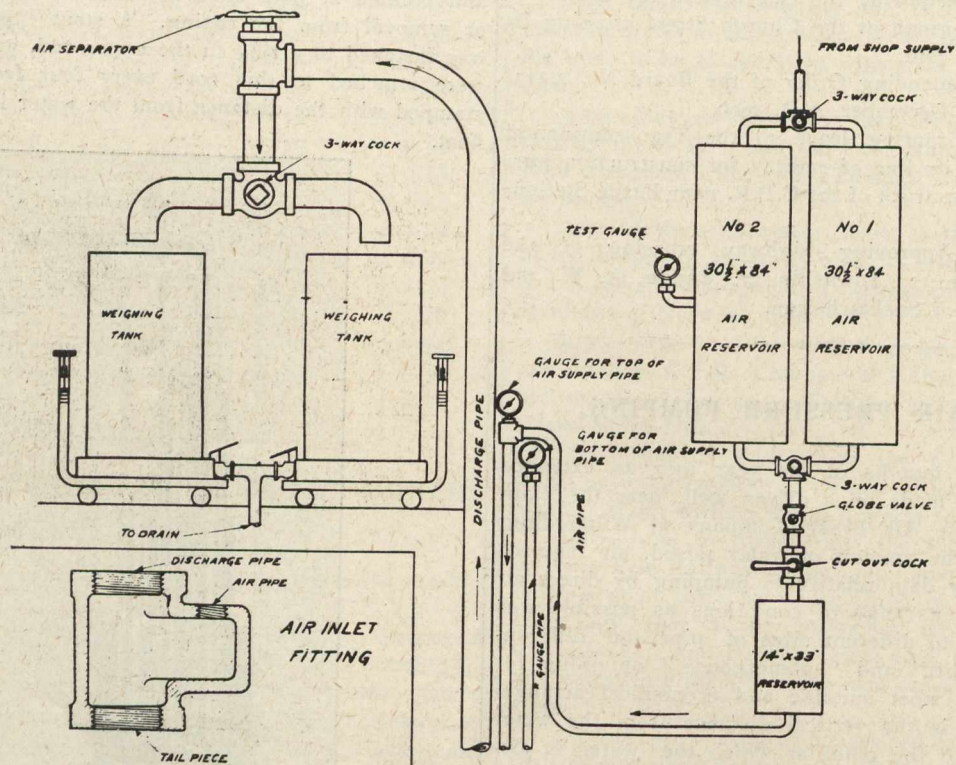 AIR SEPARATOR
FROM SHOP SUPPLY
3-WAY COCK
3-WAY COCK
No 2
No 1
TEST GAUGE
30½" X 84"
30½" X 84
WEIGHING
TANK
WEIGHING
TANK
AIR
RESERVOIR
AIR
RESERVOIR
GAUGE FOR TOP OF
AIR SUPPLY PIPE
DISCHARGE PIPE
GAUGE FOR
BOTTOM OF AIR SUPPLY
PIPE
3-WAY COCK
GLOBE VALVE
AIR PIPE
TO DRAIN
CUT OUT COCK
DISCHARGE PIPE
AIR PIPE
AIR INLET
FITTING
GAUGE PIPE
14" X 33"
RESERVOIR
TAIL PIECE